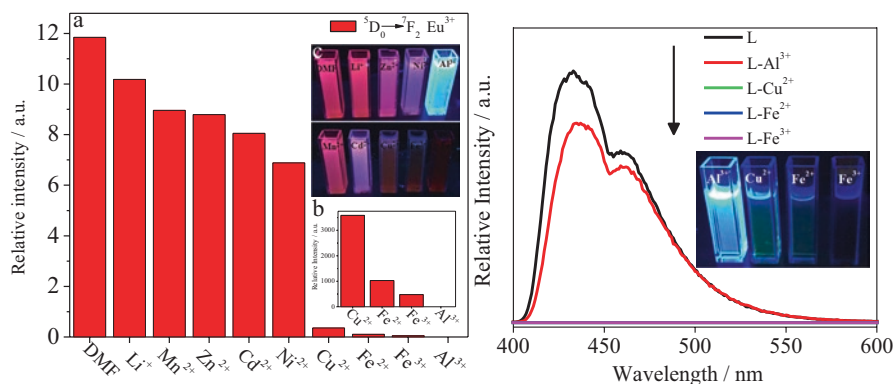 a
⁵D₀→⁷F₂ Eu³⁺
Relative intensity / a.u.
12
10
8
6
4
2
0
DMF
Li⁺
Mn²⁺
Zn²⁺
Cd²⁺
Ni²⁺
Cu²⁺
Fe²⁺
Fe³⁺
Al³⁺
c
DMF Li⁺ Zn²⁺ Ni²⁺ Al³⁺
Mn²⁺ Cd²⁺
b
Relative Intensity / a.u.
3000
2000
1000
0
Cu²⁺
Fe²⁺
Fe³⁺
Al³⁺
Relative Intensity / a.u.
L
L-Al³⁺
L-Cu²⁺
L-Fe²⁺
L-Fe³⁺
Al³⁺ Cu²⁺ Fe²⁺ Fe³⁺
400 450 500 550 600
Wavelength / nm